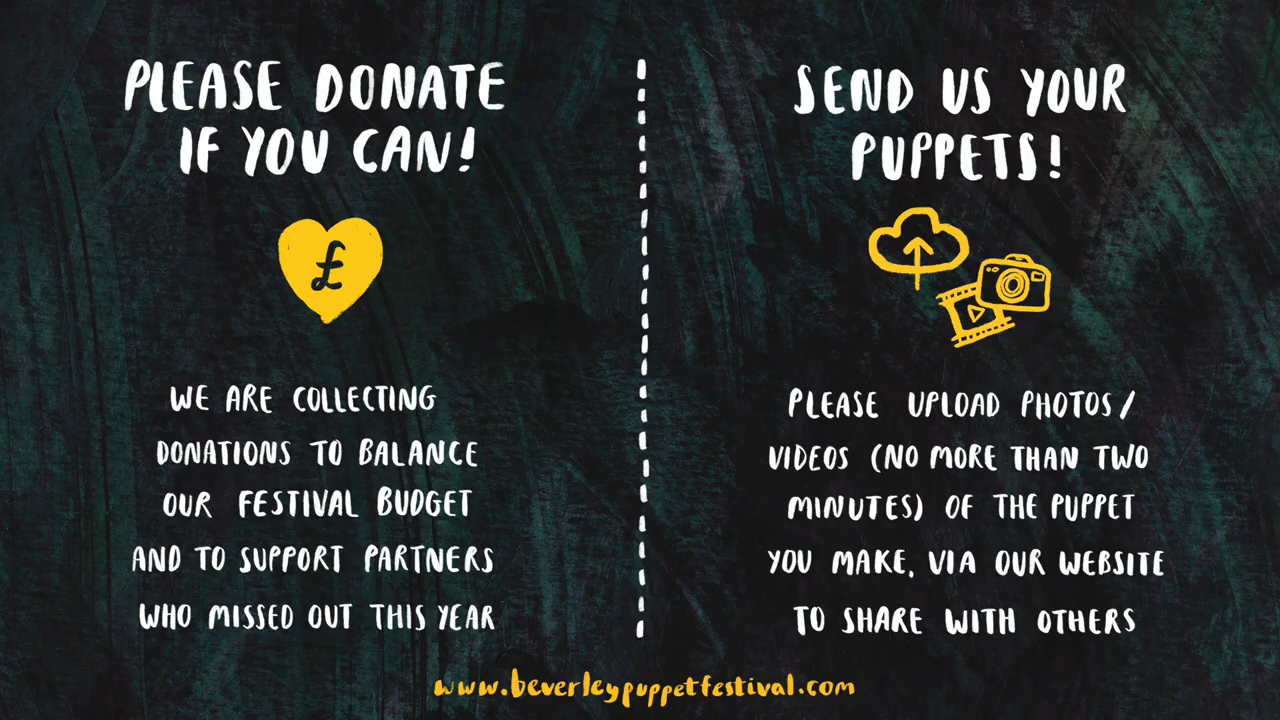 PLEASE DONATE
IF YOU CAN!
£
WE ARE COLLECTING
DONATIONS TO BALANCE
OUR FESTIVAL BUDGET
AND TO SUPPORT PARTNERS
WHO MISSED OUT THIS YEAR
SEND US YOUR
PUPPETS!
PLEASE UPLOAD PHOTOS/
VIDEOS (NO MORE THAN TWO
MINUTES) OF THE PUPPET
YOU MAKE, VIA OUR WEBSITE
TO SHARE WITH OTHERS
www.beverleypuppetfestival.com